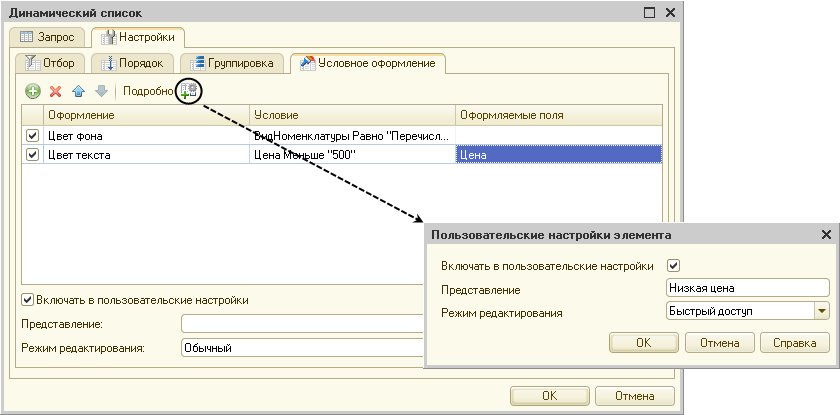 Динамический список
Запрос Настройки
Отбор Порядок Группировка Условное оформление
Подробно
Оформление Условие Оформляемые поля
Цвет фона ВидНоменклатуры Равно "Перечисл...
Цвет текста Цена Меньше "500" Цена
Пользовательские настройки элемента
Включать в пользовательские настройки
Представление Низкая цена
Режим редактирования Быстрый доступ
OK Отмена Справка
Включать в пользовательские настройки
Представление:
Режим редактирования: Обычный
OK Отмена